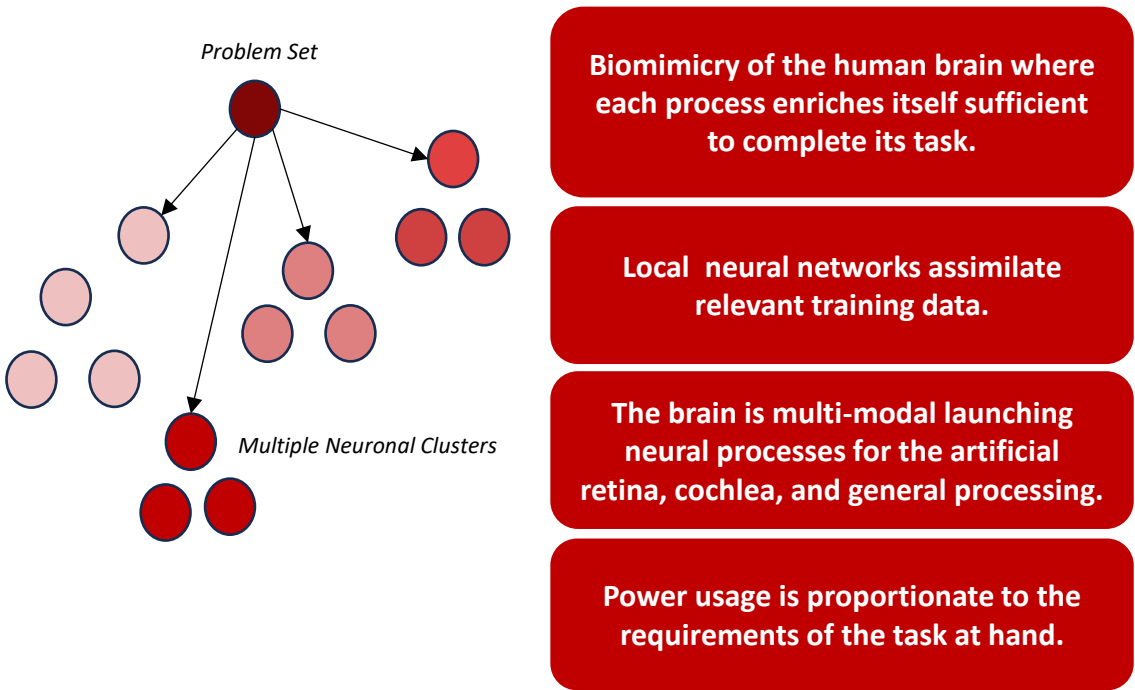 Problem Set
Multiple Neuronal Clusters
Biomimicry of the human brain where
each process enriches itself sufficient
to complete its task.
Local  neural networks assimilate
relevant training data.
The brain is multi-modal launching
neural processes for the artificial
retina, cochlea, and general processing.
Power usage is proportionate to the
requirements of the task at hand.